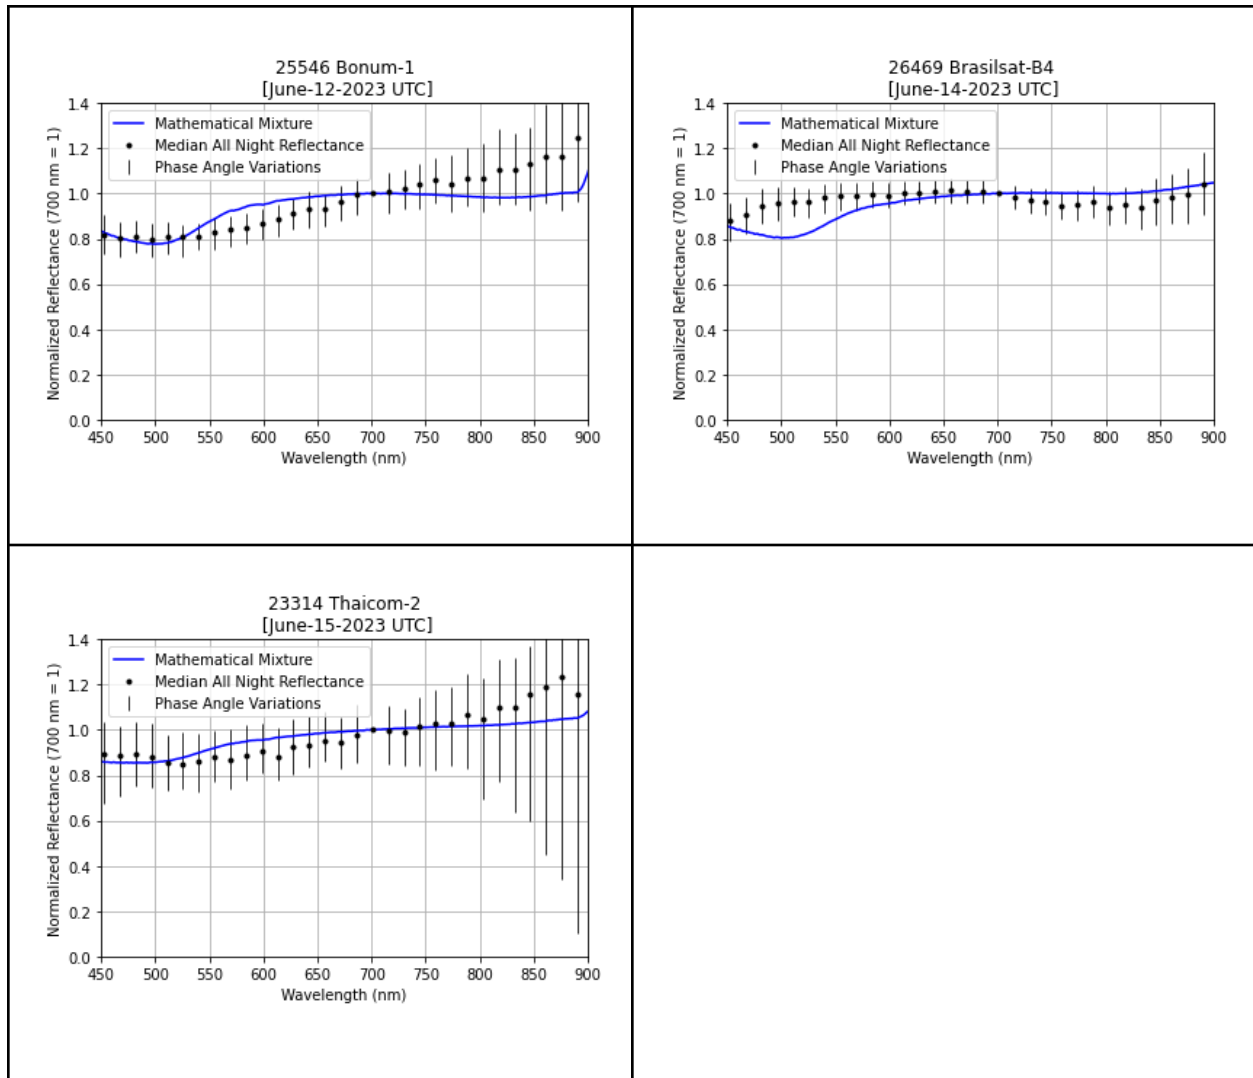 25546 Bonum-1
[June-12-2023 UTC]
Normalized Reflectance (700 nm = 1)
1.4
1.2
1.0
0.8
0.6
0.4
0.2
0.0
Mathematical Mixture
Median All Night Reflectance
Phase Angle Variations
450 500 550 600 650 700 750 800 850 900
Wavelength (nm)
26469 Brasilsat-B4
[June-14-2023 UTC]
Normalized Reflectance (700 nm = 1)
1.4
1.2
1.0
0.8
0.6
0.4
0.2
0.0
Mathematical Mixture
Median All Night Reflectance
Phase Angle Variations
450 500 550 600 650 700 750 800 850 900
Wavelength (nm)
23314 Thaicom-2
[June-15-2023 UTC]
Normalized Reflectance (700 nm = 1)
1.4
1.2
1.0
0.8
0.6
0.4
0.2
0.0
Mathematical Mixture
Median All Night Reflectance
Phase Angle Variations
450 500 550 600 650 700 750 800 850 900
Wavelength (nm)